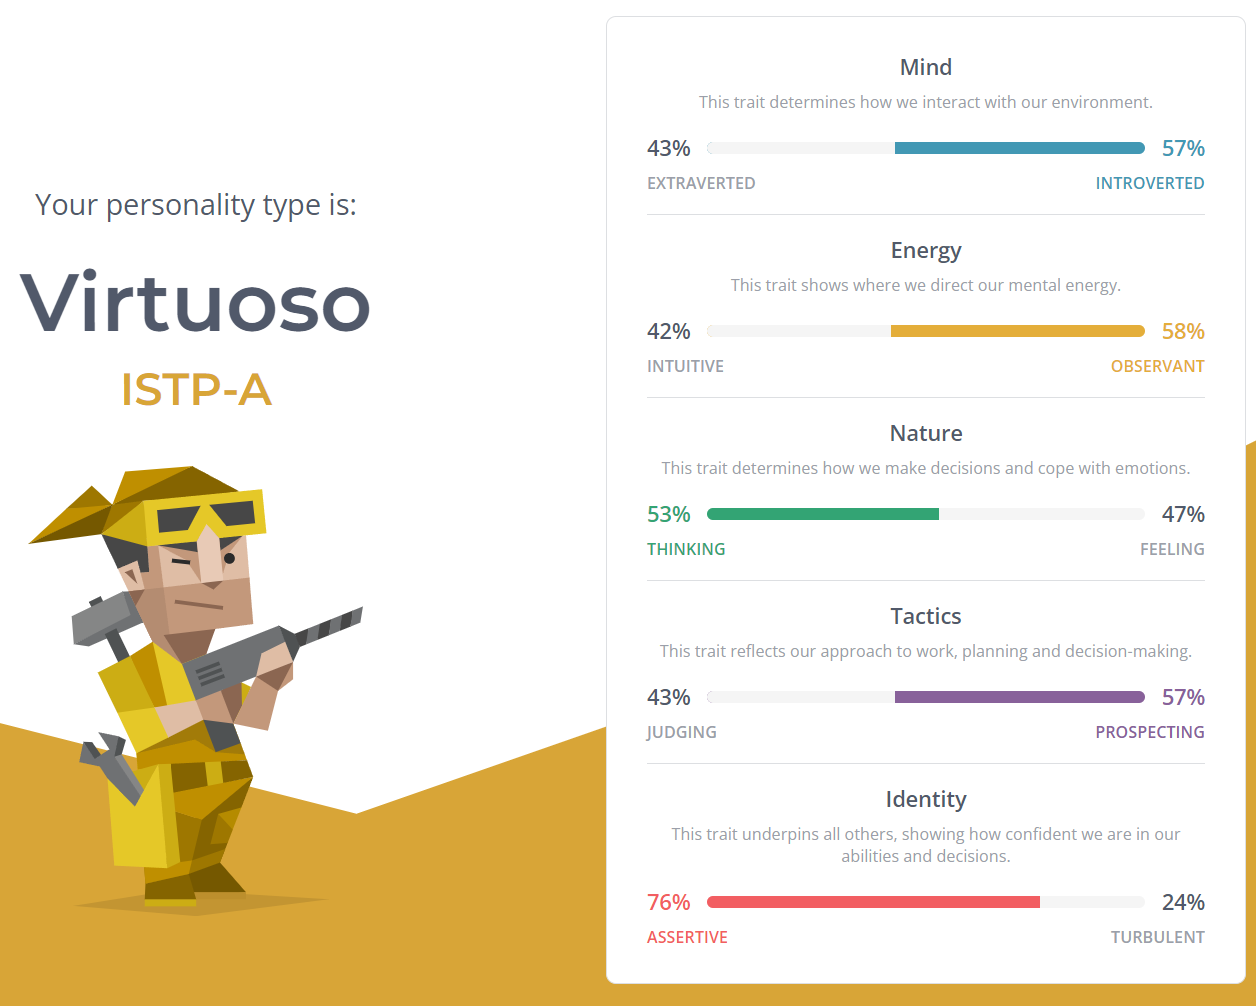 Your personality type is:
Virtuoso
ISTP-A
Mind
This trait determines how we interact with our environment.
43% 57%
EXTRAVERTED INTROVERTED
Energy
This trait shows where we direct our mental energy.
42% 58%
INTUITIVE OBSERVANT
Nature
This trait determines how we make decisions and cope with emotions.
53% 47%
THINKING FEELING
Tactics
This trait reflects our approach to work, planning and decision-making.
43% 57%
JUDGING PROSPECTING
Identity
This trait underpins all others, showing how confident we are in our
abilities and decisions.
76% 24%
ASSERTIVE TURBULENT